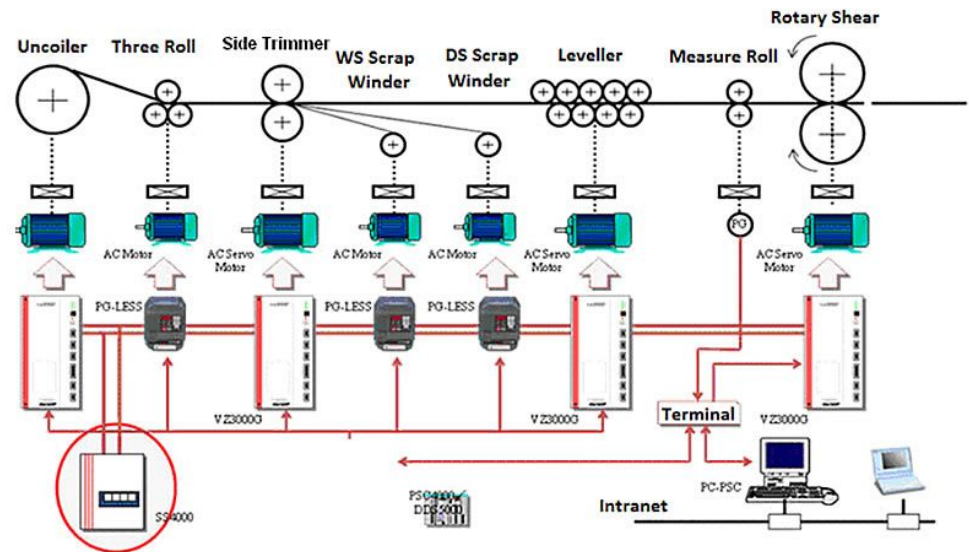 Rotary Shear
Uncoiler
Three Roll
Side Trimmer
WS Scrap
Winder
DS Scrap
Winder
Leveller
Measure Roll
PG
AC Motor
AC Servo
Motor
AC Motor
AC Motor
AC Servo
Motor
AC Servo
Motor
PG-LESS
PG-LESS
PG-LESS
VZ3000G
VZ3000G
Terminal
VZ3000G
SS4000
PSC4000
DDS5000
PC-PSC
Intranet